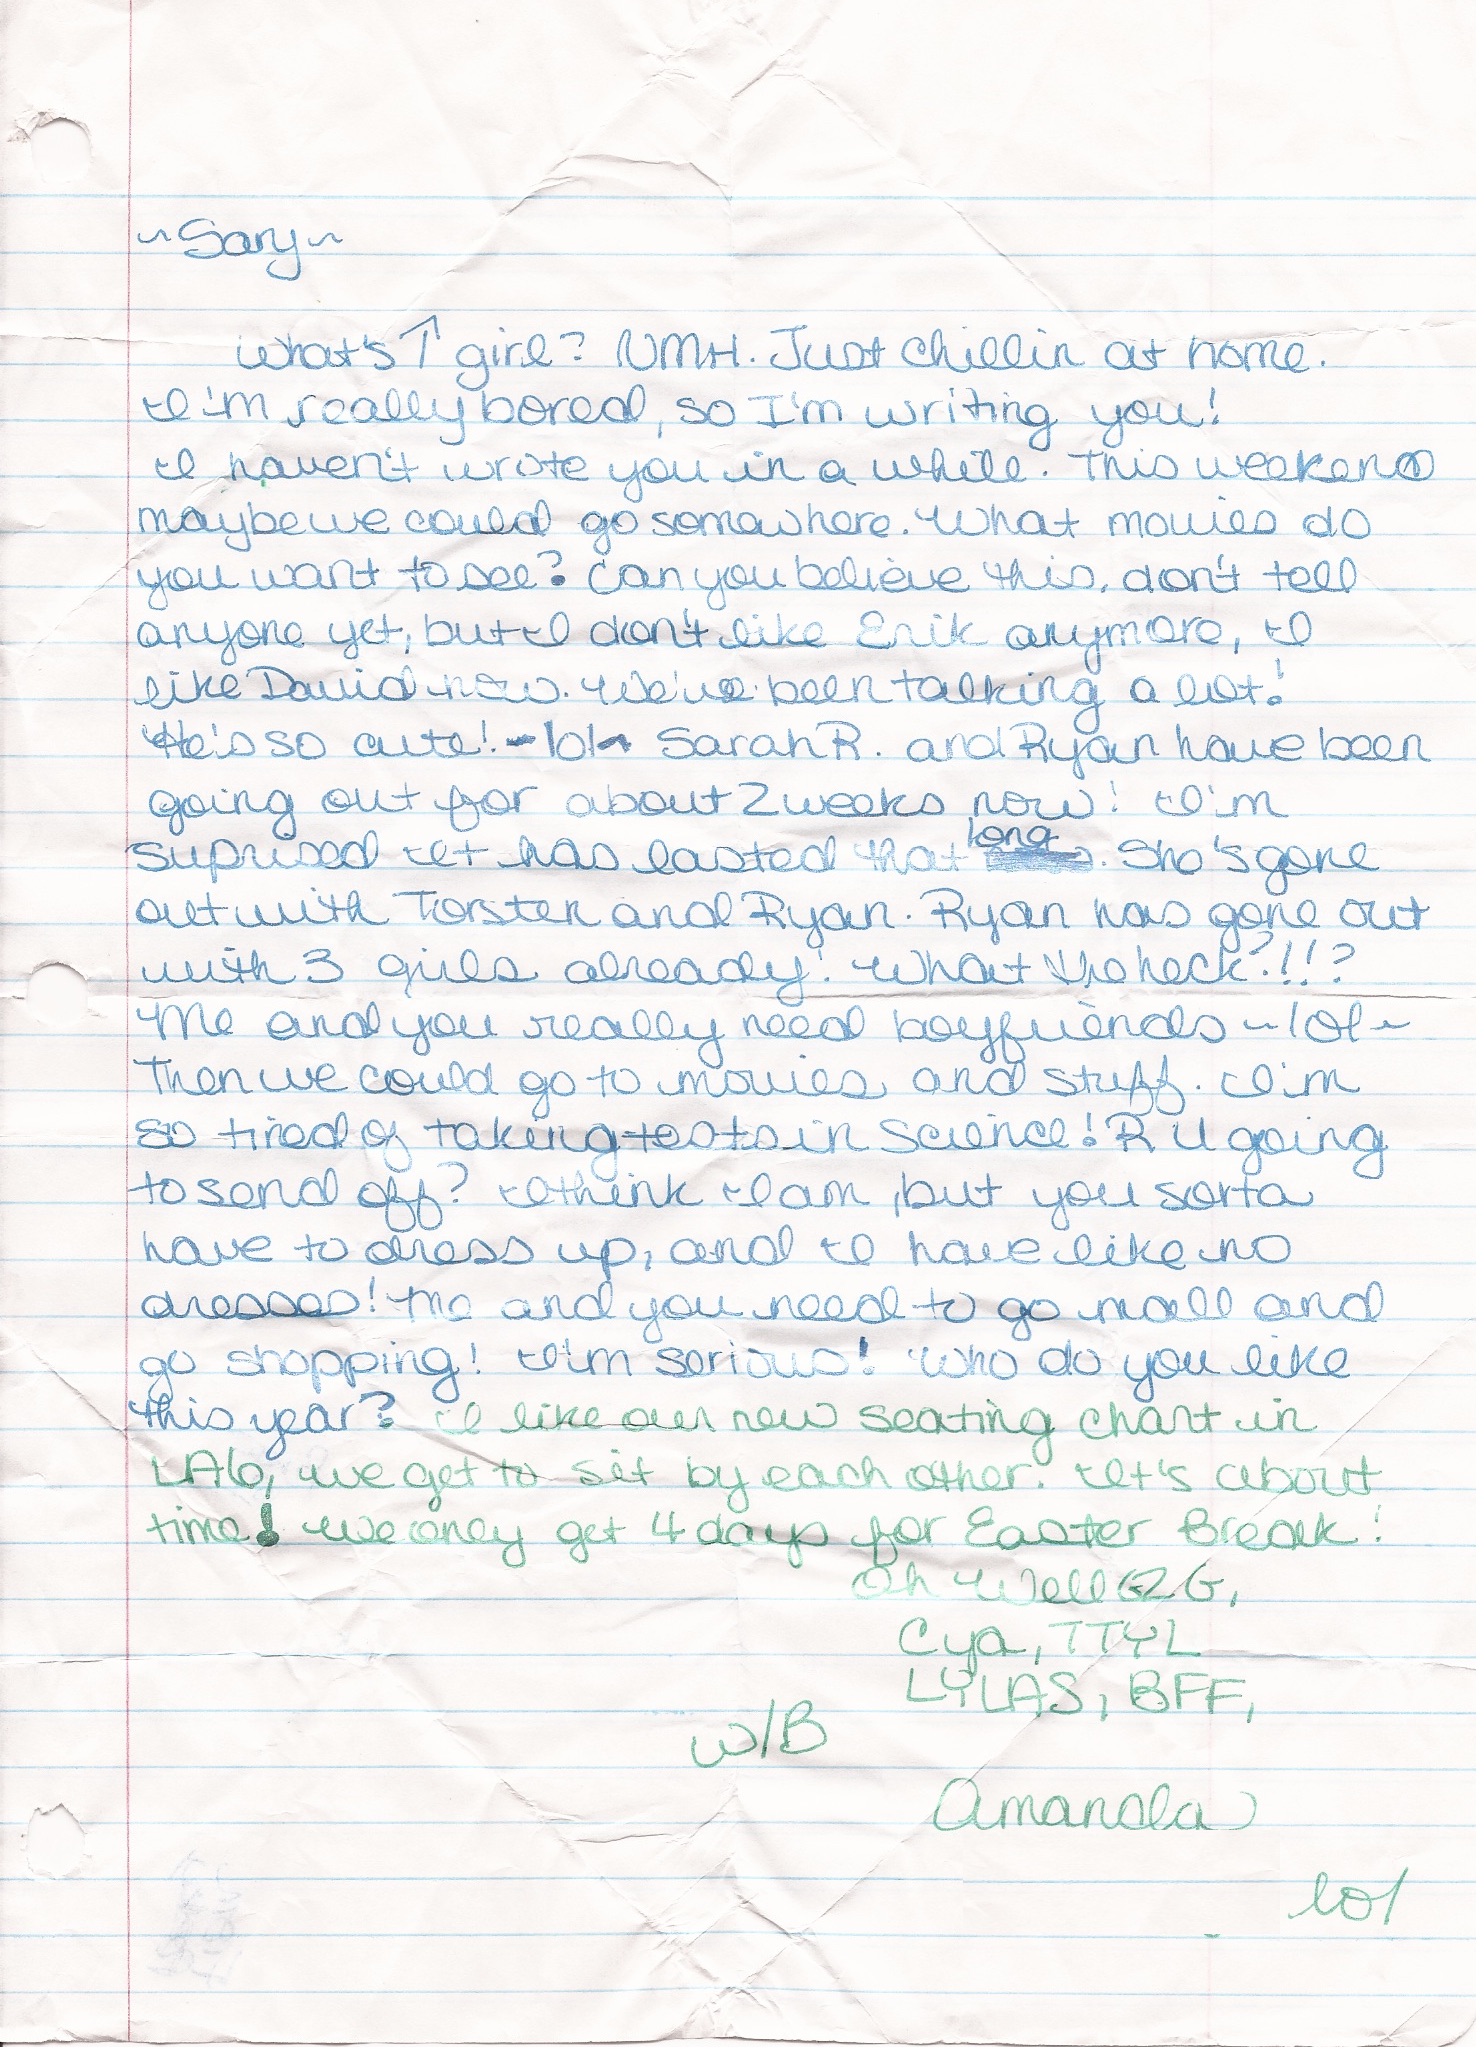 ~Sary~
What's ↑ girl? NMH. Just chillin at home.
I'm really bored, so I'm writing you!
I haven't wrote you in a while. This weekend
maybe we could go somewhere. What movies do
you want to see? Can you believe this, don't tell
anyone yet, but I don't like Erik anymore, I
like David now. We've been talking a lot!
He's so cute! ~lol~ Sarah R. and Ryan have been
going out for about 2 weeks now! I'm
suprised it has lasted that long. She's gone
out with Torsten and Ryan. Ryan has gone out
with 3 girls already! What the heck?!!?
Me and you really need boyfriends ~lol~
Then we could go to movies and stuff. I'm
so tired of taking tests in Science! R u going
to send off? I think I am, but you sorta
have to dress up, and I have like no
dresses! Me and you need to go mall and
go shopping! I'm serious! Who do you like
this year? I like our new seating chart in
LA6, we get to sit by each other. It's about
time! We only get 4 days for Easter Break!
Oh Well G2G,
Cya, TTYL
LYLAS, BFF,
W/B
Amanda
lol